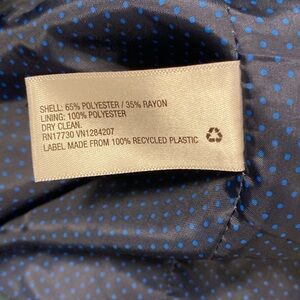 SHELL: 65% POLYESTER / 35% RAYON
LINING: 100% POLYESTER
DRY CLEAN.
RN17730 VN1284207
LABEL MADE FROM 100% RECYCLED PLASTIC